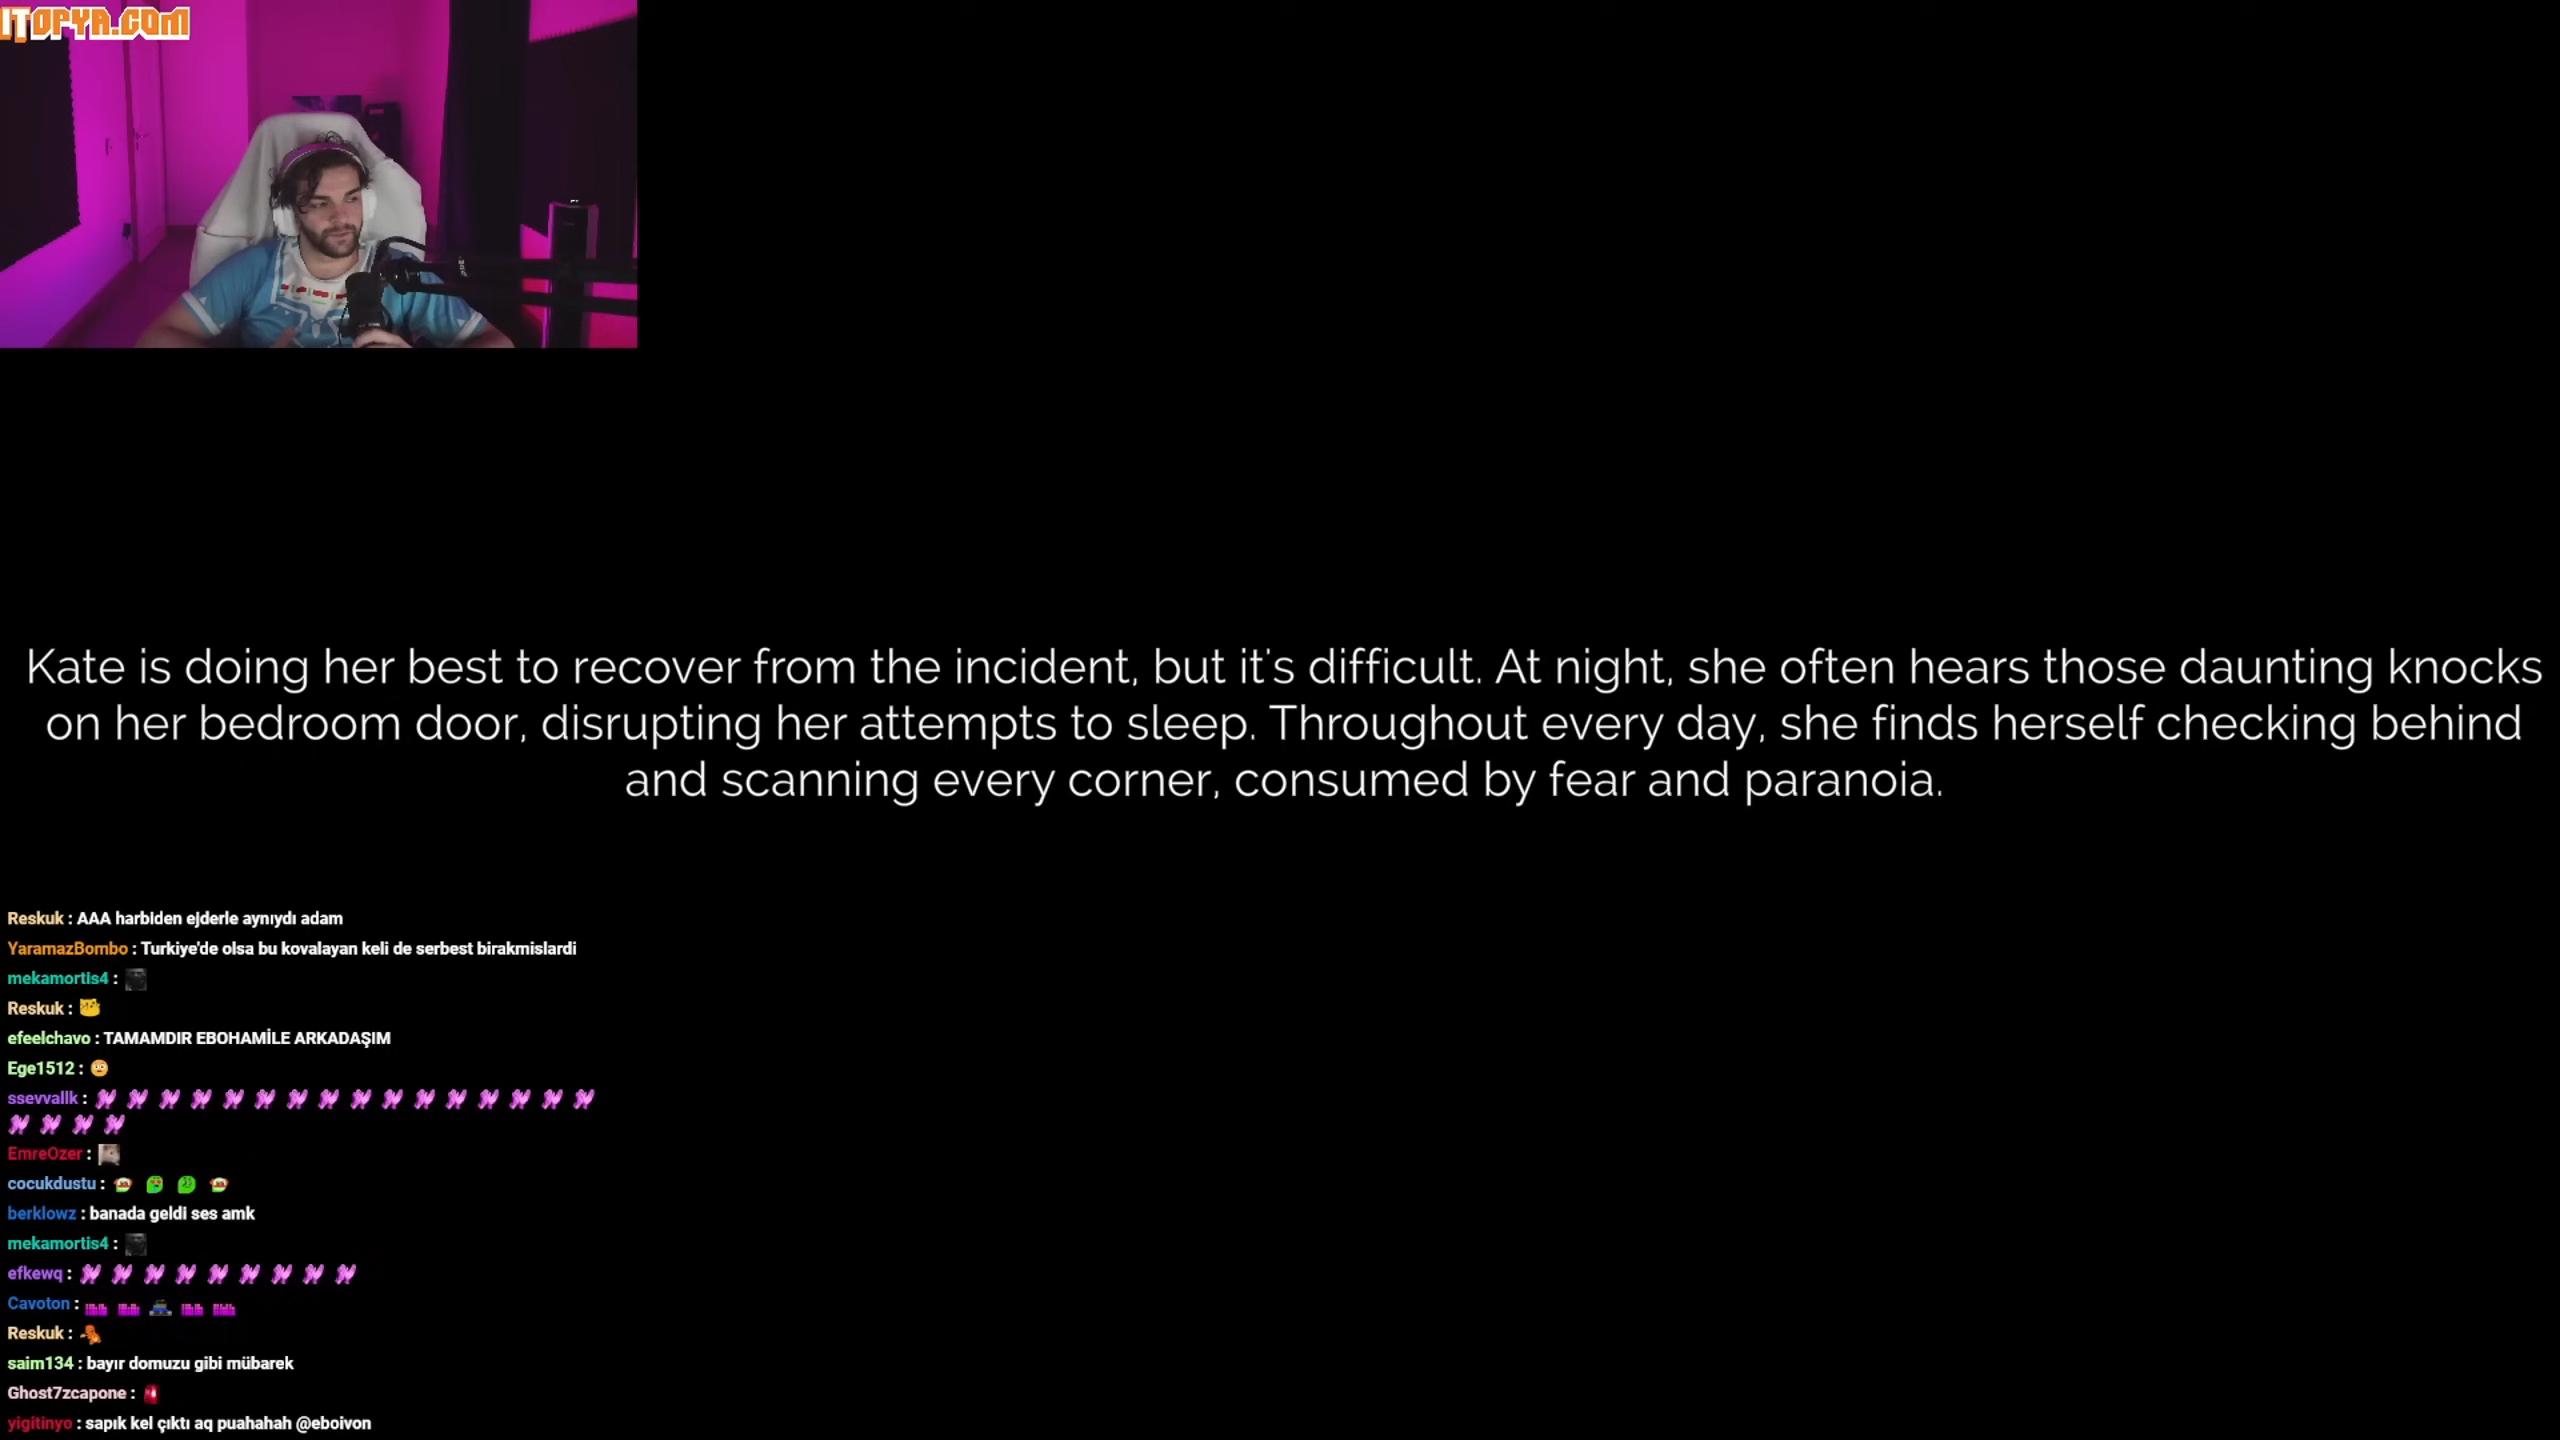 ITOPYA.COM
Kate is doing her best to recover from the incident, but it's difficult. At night, she often hears those daunting knocks
on her bedroom door, disrupting her attempts to sleep. Throughout every day, she finds herself checking behind
and scanning every corner, consumed by fear and paranoia.
Reskuk : AAA harbiden ejderle aynıydı adam
YaramazBombo : Turkiye'de olsa bu kovalayan keli de serbest birakmislardi
mekamortis4 :
Reskuk :
efeelchavo : TAMAMDIR EBOHAMİLE ARKADAŞIM
Ege1512 :
ssevvallk :
EmreOzer :
cocukdustu :
berklowz : banada geldi ses amk
mekamortis4 :
efkewq :
Cavoton :
Reskuk :
saim134 : bayır domuzu gibi mübarek
Ghost7zcapone :
yigitinyo : sapık kel çıktı aq puahahah @eboivon